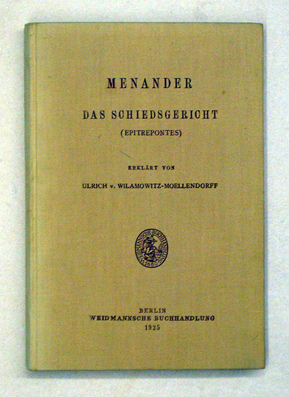 MENANDER
DAS SCHIEDSGERICHT
(EPITREPONTES)
ERKLÄRT VON
ULRICH v. WILAMOWITZ-MOELLENDORFF
BERLIN
WEIDMANNSCHE BUCHHANDLUNG
1925